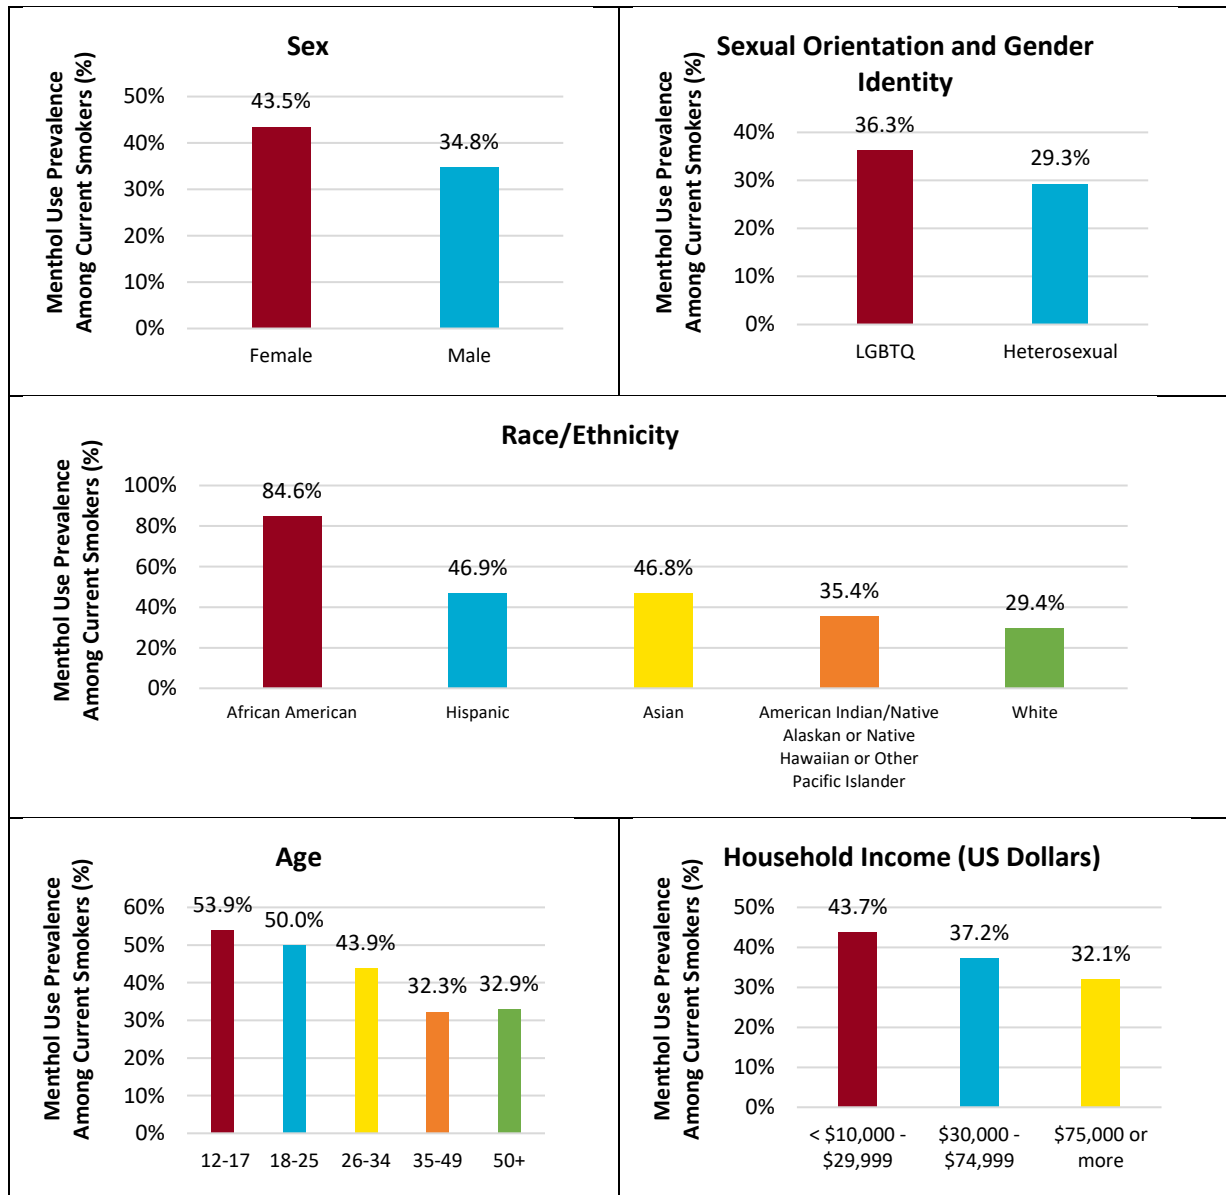 Sex
Menthol Use Prevalence
Among Current Smokers (%)
50%
40%
30%
20%
10%
0%
43.5%
34.8%
Female
Male
Sexual Orientation and Gender
Identity
Menthol Use Prevalence
Among Current Smokers (%)
40%
30%
20%
10%
0%
36.3%
29.3%
LGBTQ
Heterosexual
Race/Ethnicity
Menthol Use Prevalence
Among Current Smokers (%)
100%
80%
60%
40%
20%
0%
84.6%
46.9%
46.8%
35.4%
29.4%
African American
Hispanic
Asian
American Indian/Native
Alaskan or Native
Hawaiian or Other
Pacific Islander
White
Age
Menthol Use Prevalence
Among Current Smokers (%)
60%
50%
40%
30%
20%
10%
0%
53.9%
50.0%
43.9%
32.3%
32.9%
12-17
18-25
26-34
35-49
50+
Household Income (US Dollars)
Menthol Use Prevalence
Among Current Smokers (%)
50%
40%
30%
20%
10%
0%
43.7%
37.2%
32.1%
< $10,000 -
$29,999
$30,000 -
$74,999
$75,000 or
more